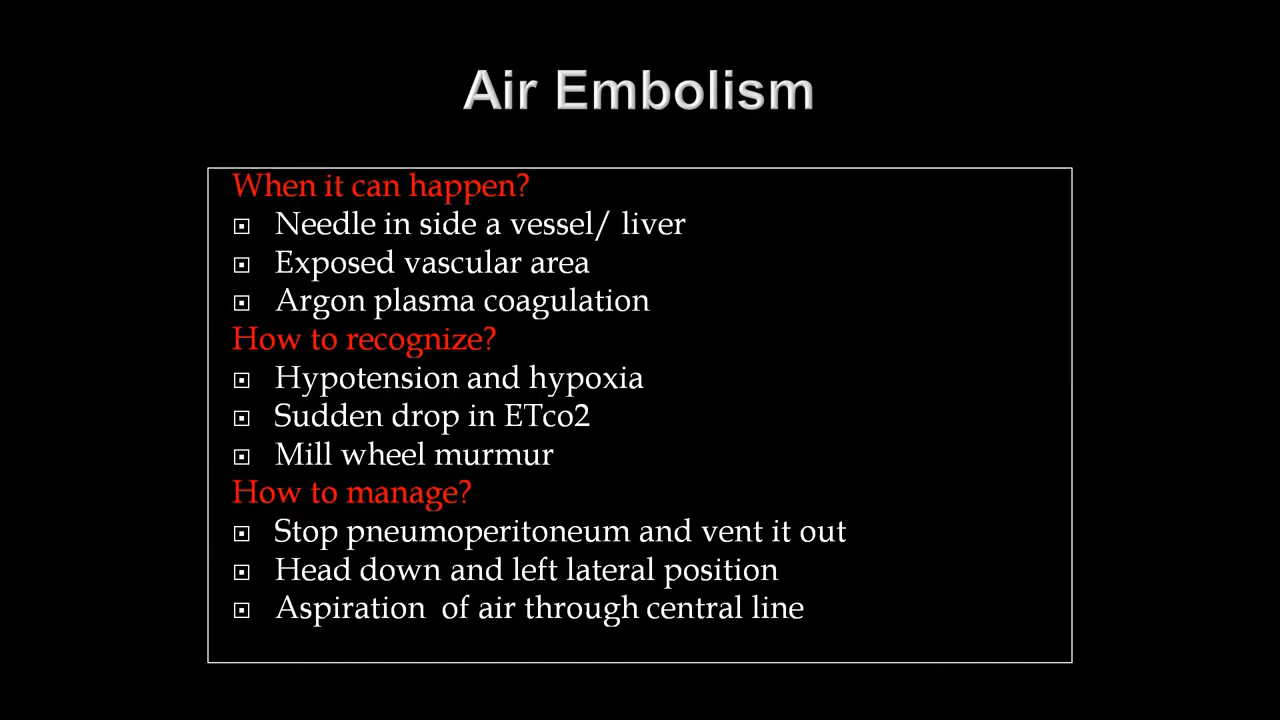 Air Embolism
When it can happen?
Needle in side a vessel/ liver
Exposed vascular area
Argon plasma coagulation
How to recognize?
Hypotension and hypoxia
Sudden drop in ETco2
Mill wheel murmur
How to manage?
Stop pneumoperitoneum and vent it out
Head down and left lateral position
Aspiration  of air through central line